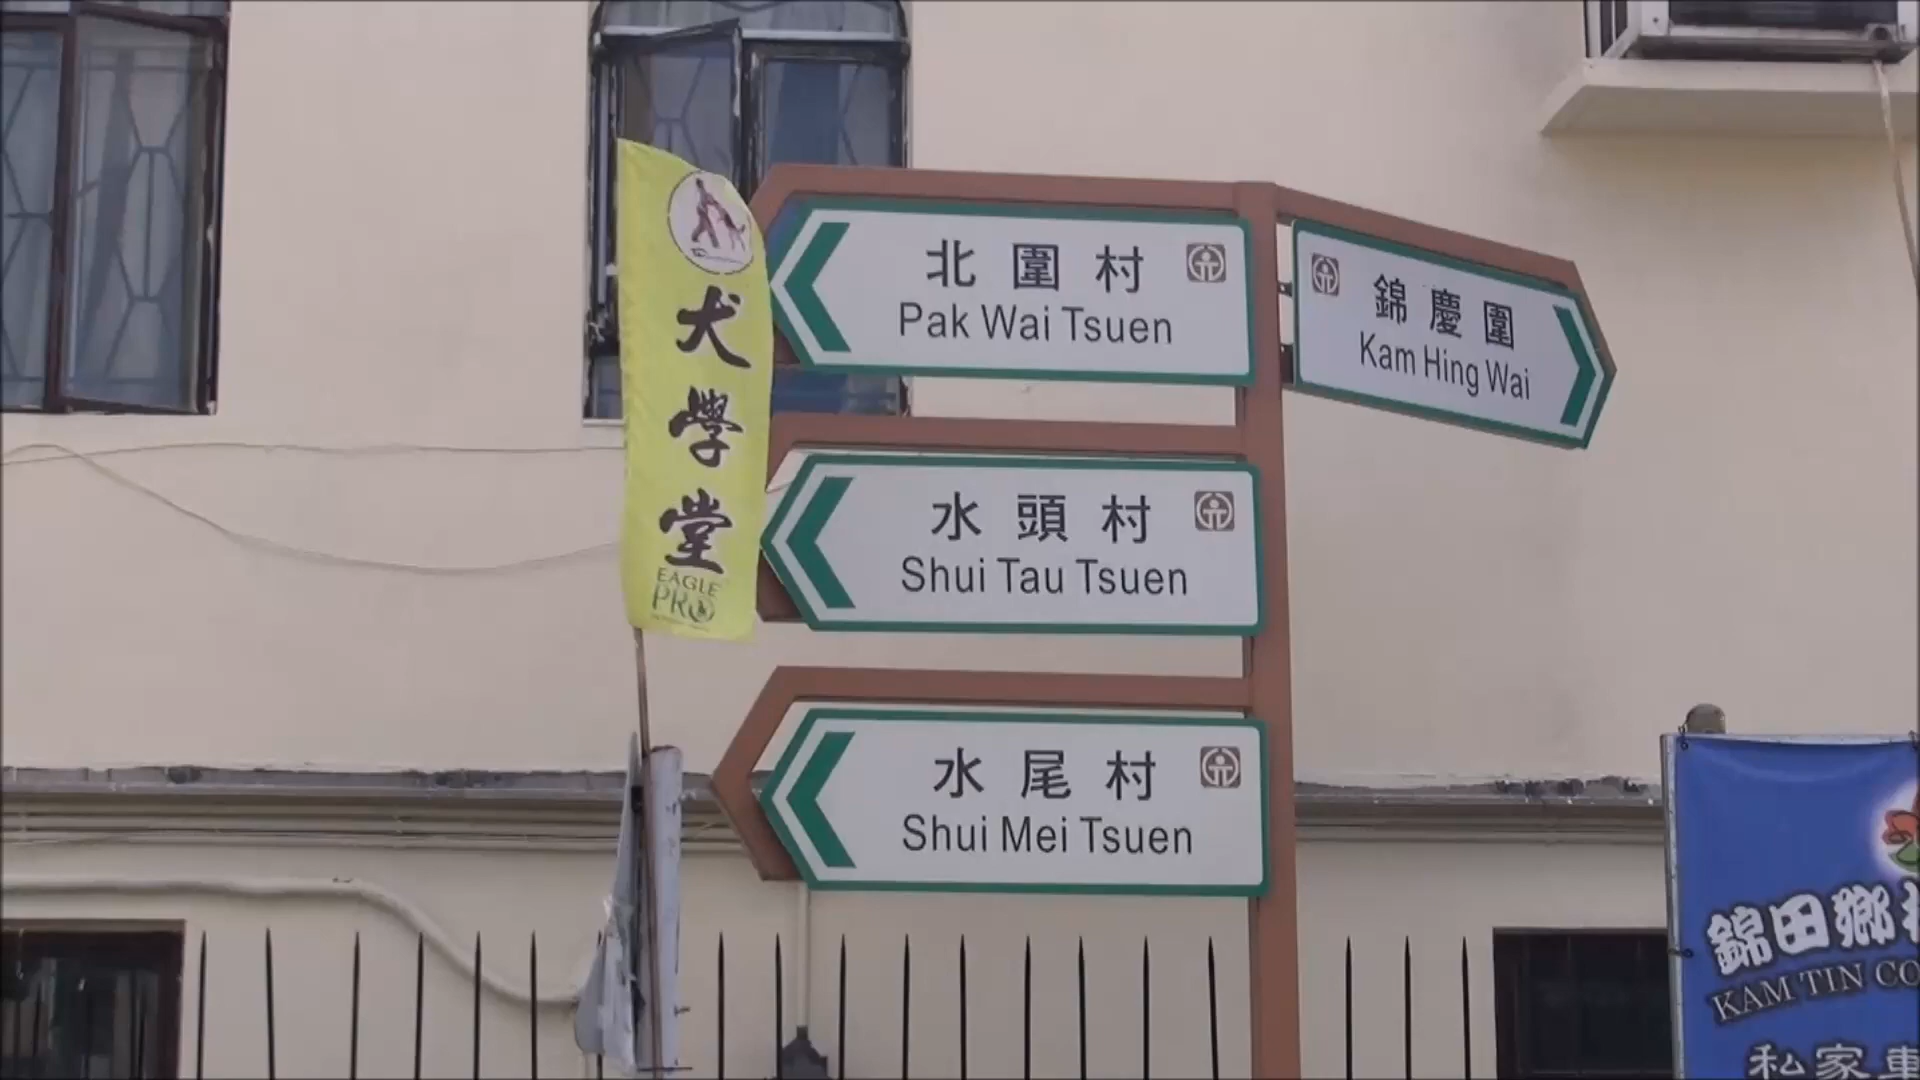 北圍村
Pak Wai Tsuen
錦慶圍
Kam Hing Wai
水頭村
Shui Tau Tsuen
水尾村
Shui Mei Tsuen
犬學堂
EAGLE
PRO
錦田鄉
KAM TIN
私家車